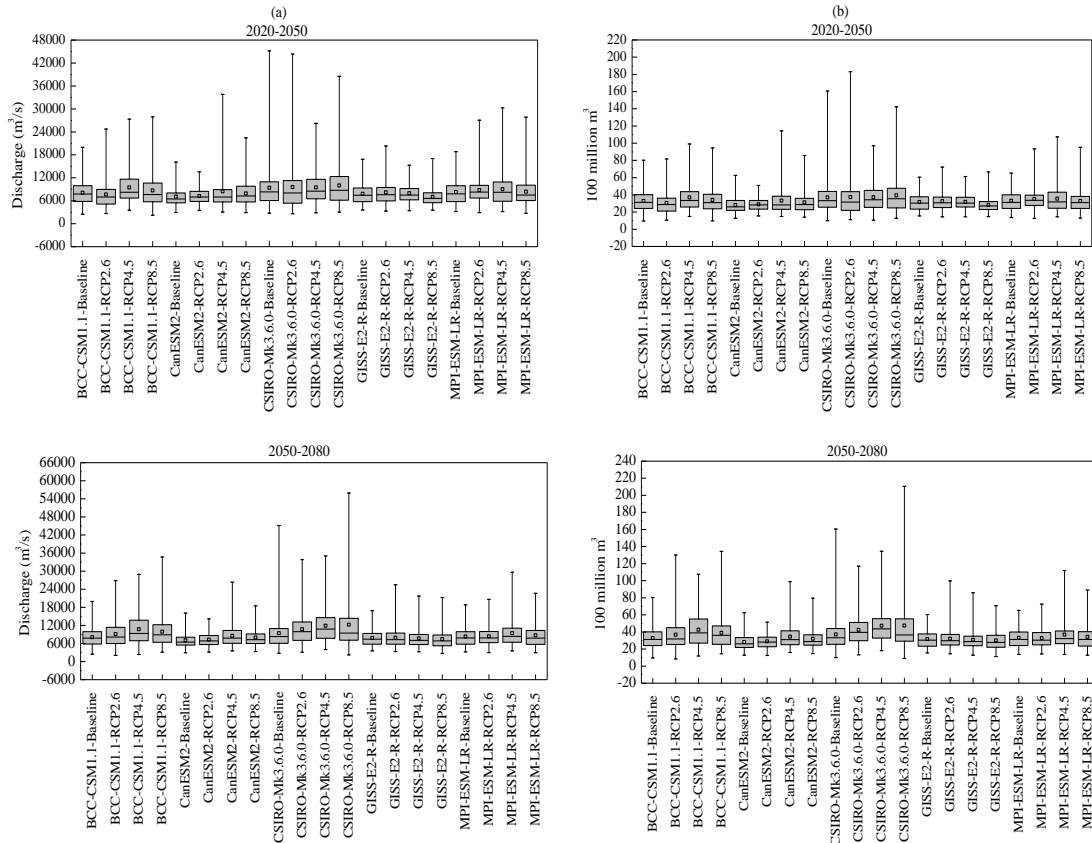 (a)
2020-2050
48000
42000
36000
30000
24000
18000
12000
6000
0
-6000
Discharge (m³/s)
BCC-CSM1.1-Baseline
BCC-CSM1.1-RCP2.6
BCC-CSM1.1-RCP4.5
BCC-CSM1.1-RCP8.5
CanESM2-Baseline
CanESM2-RCP2.6
CanESM2-RCP4.5
CanESM2-RCP8.5
CSIRO-Mk3.6.0-Baseline
CSIRO-Mk3.6.0-RCP2.6
CSIRO-Mk3.6.0-RCP4.5
CSIRO-Mk3.6.0-RCP8.5
GISS-E2-R-Baseline
GISS-E2-R-RCP2.6
GISS-E2-R-RCP4.5
GISS-E2-R-RCP8.5
MPI-ESM-LR-Baseline
MPI-ESM-LR-RCP2.6
MPI-ESM-LR-RCP4.5
MPI-ESM-LR-RCP8.5
(b)
2020-2050
220
200
180
160
140
120
100
80
60
40
20
0
-20
100 million m³
BCC-CSM1.1-Baseline
BCC-CSM1.1-RCP2.6
BCC-CSM1.1-RCP4.5
BCC-CSM1.1-RCP8.5
CanESM2-Baseline
CanESM2-RCP2.6
CanESM2-RCP4.5
CanESM2-RCP8.5
CSIRO-Mk3.6.0-Baseline
CSIRO-Mk3.6.0-RCP2.6
CSIRO-Mk3.6.0-RCP4.5
CSIRO-Mk3.6.0-RCP8.5
GISS-E2-R-Baseline
GISS-E2-R-RCP2.6
GISS-E2-R-RCP4.5
GISS-E2-R-RCP8.5
MPI-ESM-LR-Baseline
MPI-ESM-LR-RCP2.6
MPI-ESM-LR-RCP4.5
MPI-ESM-LR-RCP8.5
2050-2080
66000
60000
54000
48000
42000
36000
30000
24000
18000
12000
6000
0
-6000
Discharge (m³/s)
BCC-CSM1.1-Baseline
BCC-CSM1.1-RCP2.6
BCC-CSM1.1-RCP4.5
BCC-CSM1.1-RCP8.5
CanESM2-Baseline
CanESM2-RCP2.6
CanESM2-RCP4.5
CanESM2-RCP8.5
CSIRO-Mk3.6.0-Baseline
CSIRO-Mk3.6.0-RCP2.6
CSIRO-Mk3.6.0-RCP4.5
CSIRO-Mk3.6.0-RCP8.5
GISS-E2-R-Baseline
GISS-E2-R-RCP2.6
GISS-E2-R-RCP4.5
GISS-E2-R-RCP8.5
MPI-ESM-LR-Baseline
MPI-ESM-LR-RCP2.6
MPI-ESM-LR-RCP4.5
MPI-ESM-LR-RCP8.5
2050-2080
240
220
200
180
160
140
120
100
80
60
40
20
0
-20
100 million m³
BCC-CSM1.1-Baseline
BCC-CSM1.1-RCP2.6
BCC-CSM1.1-RCP4.5
BCC-CSM1.1-RCP8.5
CanESM2-Baseline
CanESM2-RCP2.6
CanESM2-RCP4.5
CanESM2-RCP8.5
CSIRO-Mk3.6.0-Baseline
CSIRO-Mk3.6.0-RCP2.6
CSIRO-Mk3.6.0-RCP4.5
CSIRO-Mk3.6.0-RCP8.5
GISS-E2-R-Baseline
GISS-E2-R-RCP2.6
GISS-E2-R-RCP4.5
GISS-E2-R-RCP8.5
MPI-ESM-LR-Baseline
MPI-ESM-LR-RCP2.6
MPI-ESM-LR-RCP4.5
MPI-ESM-LR-RCP8.5